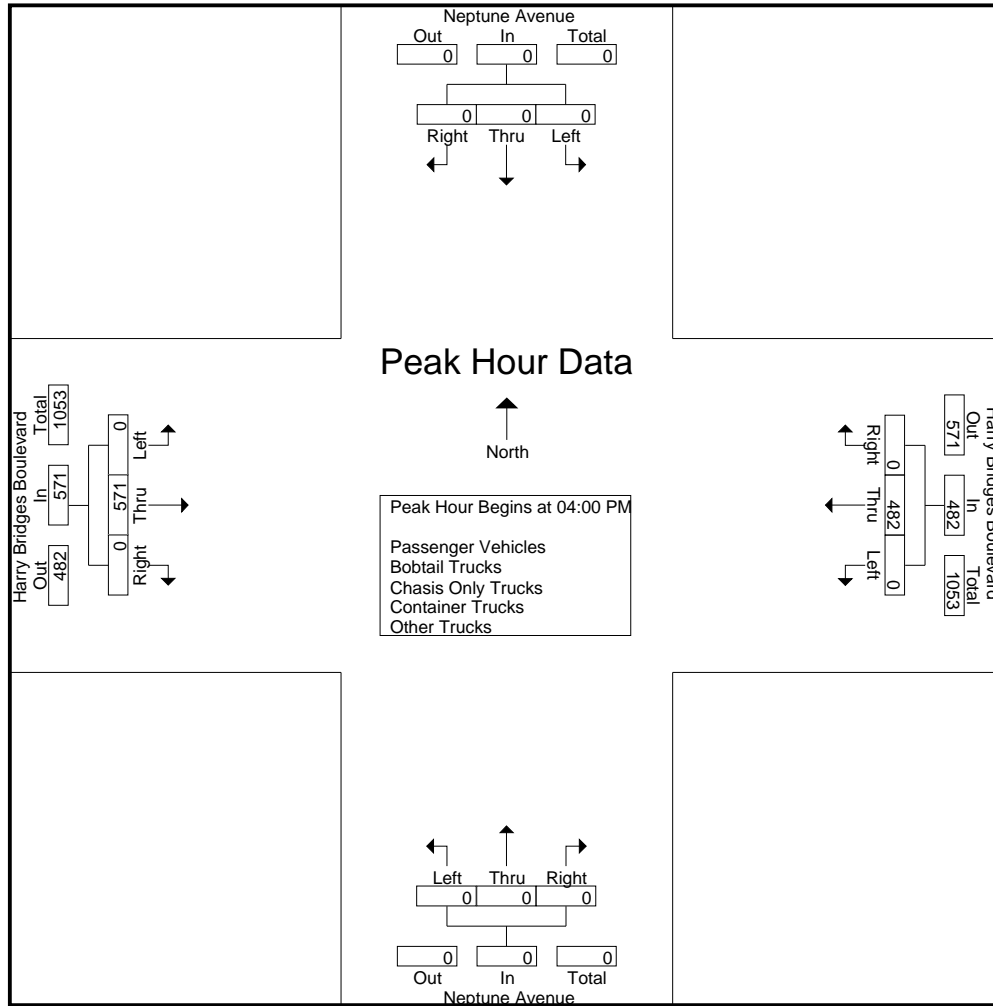 Neptune Avenue
Out In Total
0 0 0
0 0 0
Right Thru Left
Peak Hour Data
North
Peak Hour Begins at 04:00 PM
Passenger Vehicles
Bobtail Trucks
Chasis Only Trucks
Container Trucks
Other Trucks
Harry Bridges Boulevard
Out In Total
482 571 1053
0 571 0
Right Thru Left
Harry Bridges Boulevard
Out In Total
571 482 1053
0 482 0
Right Thru Left
Left Thru Right
0 0 0
0 0 0
Out In Total
Neptune Avenue